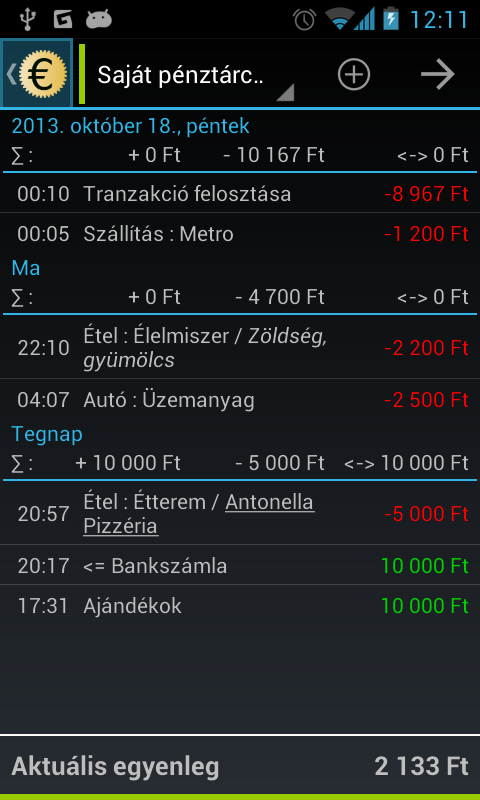 12:11
€ Saját pénztárc..
2013. október 18., péntek
Σ : + 0 Ft - 10 167 Ft <-> 0 Ft
00:10 Tranzakció felosztása -8 967 Ft
00:05 Szállítás : Metro -1 200 Ft
Ma
Σ : + 0 Ft - 4 700 Ft <-> 0 Ft
22:10 Étel : Élelmiszer / Zöldség, -2 200 Ft
gyümölcs
04:07 Autó : Üzemanyag -2 500 Ft
Tegnap
Σ : + 10 000 Ft - 5 000 Ft <-> 10 000 Ft
20:57 Étel : Étterem / Antonella -5 000 Ft
Pizzéria
20:17 <= Bankszámla 10 000 Ft
17:31 Ajándékok 10 000 Ft
Aktuális egyenleg 2 133 Ft